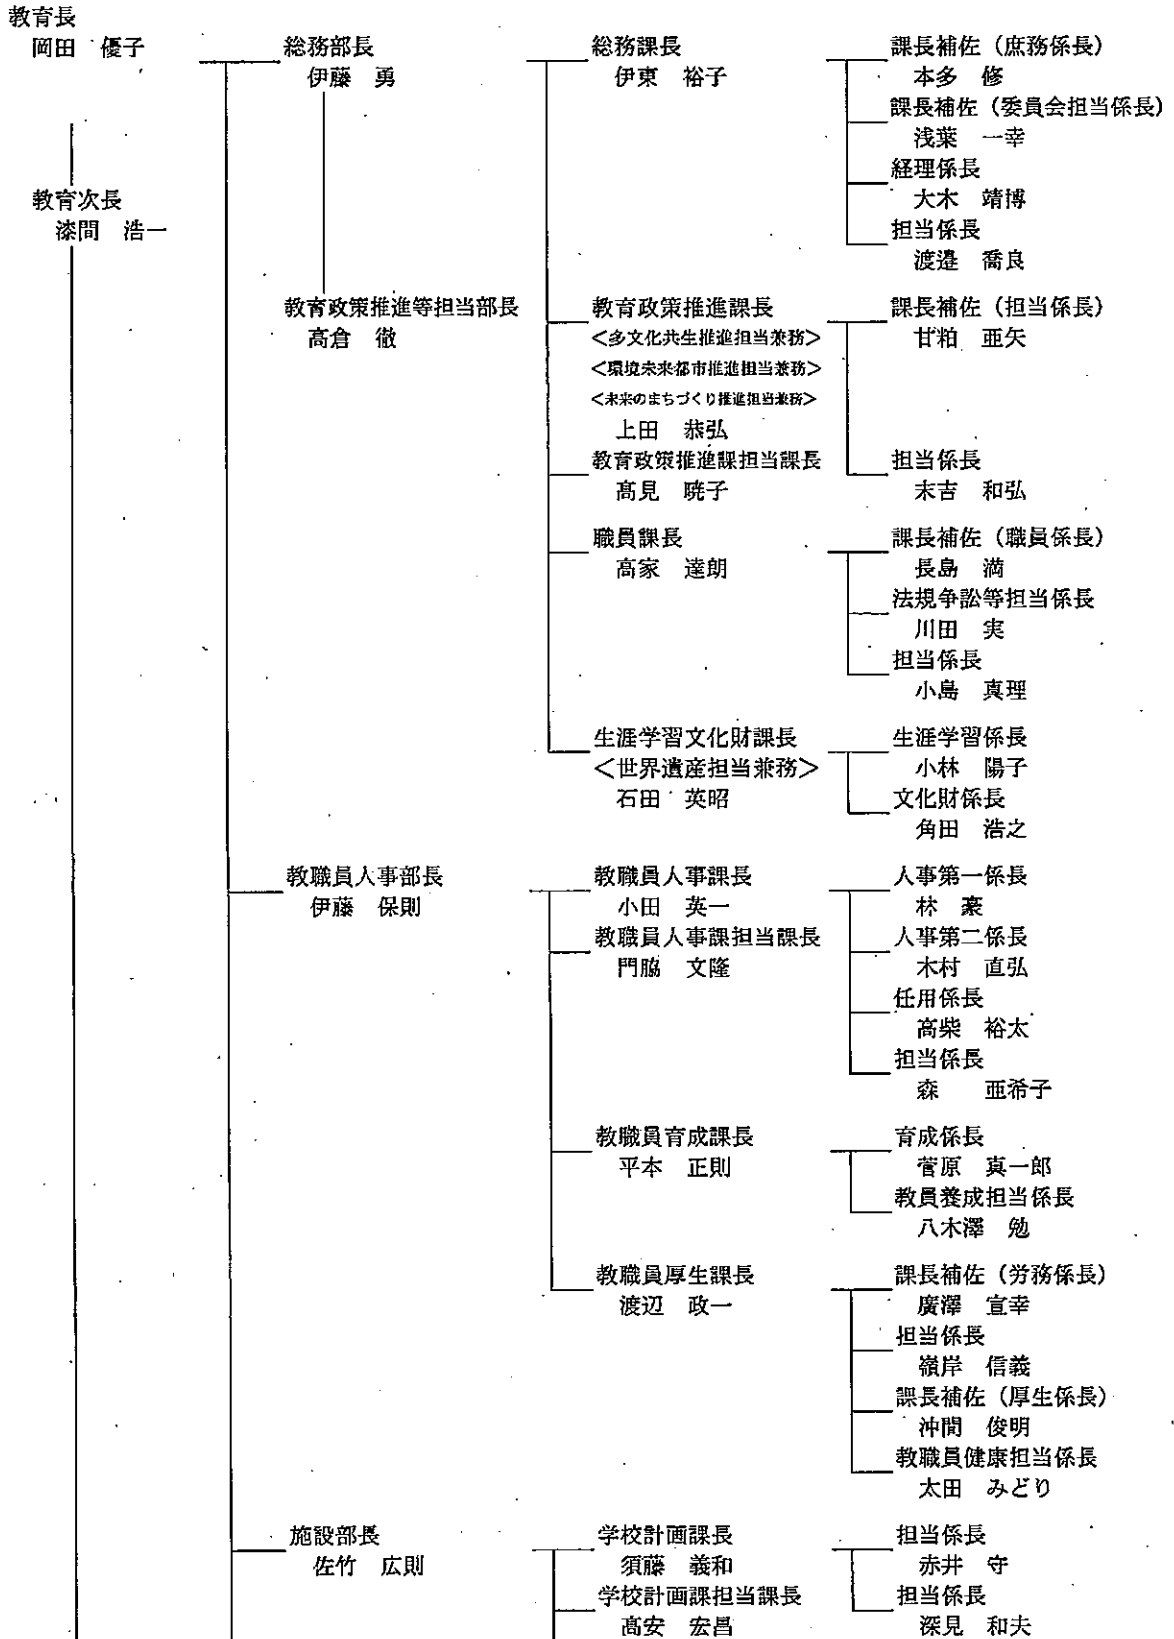 教育長
岡田 優子
総務部長
伊藤 勇
総務課長
伊東 裕子
課長補佐（庶務係長）
本多 修
課長補佐（委員会担当係長）
浅葉 一幸
経理係長
大木 靖博
担当係長
渡邉 喬良
教育次長
漆間 浩一
教育政策推進等担当部長
高倉 徹
教育政策推進課長
＜多文化共生推進担当兼務＞
＜環境未来都市推進担当兼務＞
＜未来のまちづくり推進担当兼務＞
上田 恭弘
課長補佐（担当係長）
甘粕 亜矢
教育政策推進課担当課長
髙見 暁子
担当係長
末吉 和弘
職員課長
高家 達朗
課長補佐（職員係長）
長島 満
法規争訟等担当係長
川田 実
担当係長
小島 真理
生涯学習文化財課長
＜世界遺産担当兼務＞
石田 英昭
生涯学習係長
小林 陽子
文化財係長
角田 浩之
教職員人事部長
伊藤 保則
教職員人事課長
小田 英一
教職員人事課担当課長
門脇 文隆
人事第一係長
林 豪
人事第二係長
木村 直弘
任用係長
高柴 裕太
担当係長
森 亜希子
教職員育成課長
平本 正則
育成係長
菅原 真一郎
教員養成担当係長
八木澤 勉
教職員厚生課長
渡辺 政一
課長補佐（労務係長）
廣澤 宣幸
担当係長
嶺岸 信義
課長補佐（厚生係長）
沖間 俊明
教職員健康担当係長
太田 みどり
施設部長
佐竹 広則
学校計画課長
須藤 義和
学校計画課担当課長
髙安 宏昌
担当係長
赤井 守
担当係長
深見 和夫